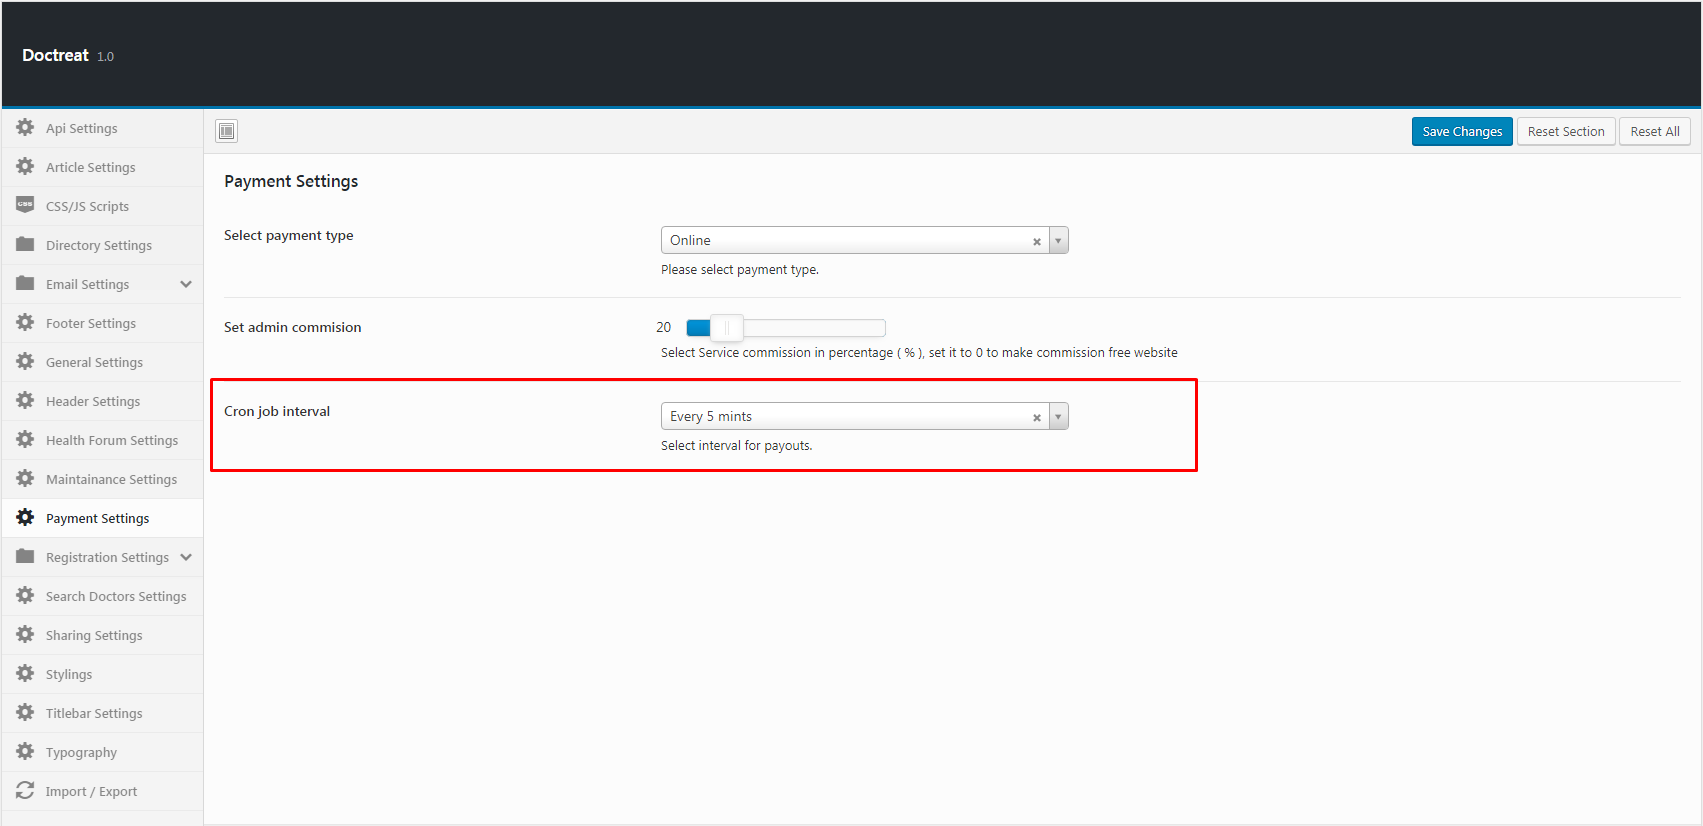 Doctreat 1.0
Save Changes
Reset Section
Reset All
Api Settings
Article Settings
CSS
CSS/JS Scripts
Directory Settings
Email Settings
Footer Settings
General Settings
Header Settings
Health Forum Settings
Maintainance Settings
Payment Settings
Registration Settings
Search Doctors Settings
Sharing Settings
Stylings
Titlebar Settings
Typography
Import / Export
Payment Settings
Select payment type
Online
Please select payment type.
Set admin commision
20
Select Service commission in percentage ( % ), set it to 0 to make commission free website
Cron job interval
Every 5 mints
Select interval for payouts.